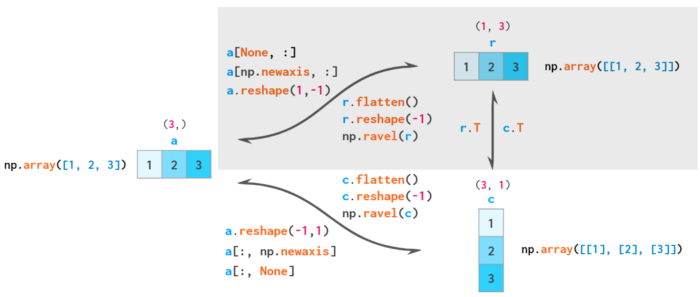 (1, 3)
r
1 2 3
np.array([[1, 2, 3]])
a[None, :]
a[np.newaxis, :]
a.reshape(1,-1)
r.flatten()
r.reshape(-1)
np.ravel(r)
r.T
c.T
(3,)
a
np.array([1, 2, 3])
1 2 3
c.flatten()
c.reshape(-1)
np.ravel(c)
a.reshape(-1,1)
a[:, np.newaxis]
a[:, None]
(3, 1)
c
1
2
3
np.array([[1], [2], [3]])